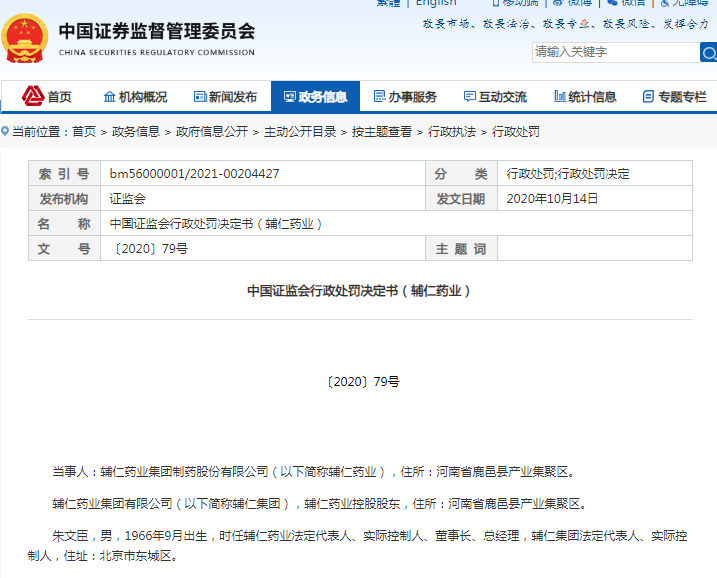 繁體 | English 移动端 | 微博 | 微信 | 无障碍
中国证券监督管理委员会
CHINA SECURITIES REGULATORY COMMISSION
敬畏市场、敬畏法治、敬畏专业、敬畏风险、发挥合力
请输入关键字
首页 机构概况 新闻发布 政务信息 办事服务 互动交流 统计信息 专题专栏
当前位置：首页 > 政务信息 > 政府信息公开 > 主动公开目录 > 按主题查看 > 行政执法 > 行政处罚
索 引 号 bm56000001/2021-00204427 分 类 行政处罚;行政处罚决定
发布机构 证监会 发文日期 2020年10月14日
名 称 中国证监会行政处罚决定书（辅仁药业）
文 号 〔2020〕79号 主 题 词
中国证监会行政处罚决定书（辅仁药业）
〔2020〕79号
当事人：辅仁药业集团制药股份有限公司（以下简称辅仁药业），住所：河南省鹿邑县产业集聚区。
辅仁药业集团有限公司（以下简称辅仁集团），辅仁药业控股股东，住所：河南省鹿邑县产业集聚区。
朱文臣，男，1966年9月出生，时任辅仁药业法定代表人、实际控制人、董事长、总经理，辅仁集团法定代表人、实际控
制人，住址：北京市东城区。